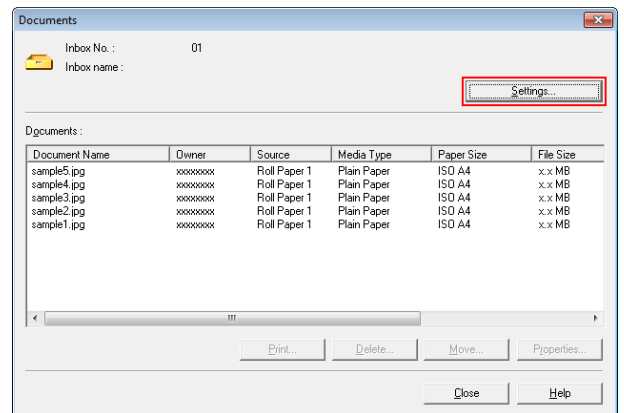 Documents
Inbox No. : 01
Inbox name :
Settings...
Documents :
Document Name Owner Source Media Type Paper Size File Size
sample5.jpg xxxxxxxx Roll Paper 1 Plain Paper ISO A4 x.x MB
sample4.jpg xxxxxxxx Roll Paper 1 Plain Paper ISO A4 x.x MB
sample3.jpg xxxxxxxx Roll Paper 1 Plain Paper ISO A4 x.x MB
sample2.jpg xxxxxxxx Roll Paper 1 Plain Paper ISO A4 x.x MB
sample1.jpg xxxxxxxx Roll Paper 1 Plain Paper ISO A4 x.x MB
Print... Delete... Move... Properties...
Close Help